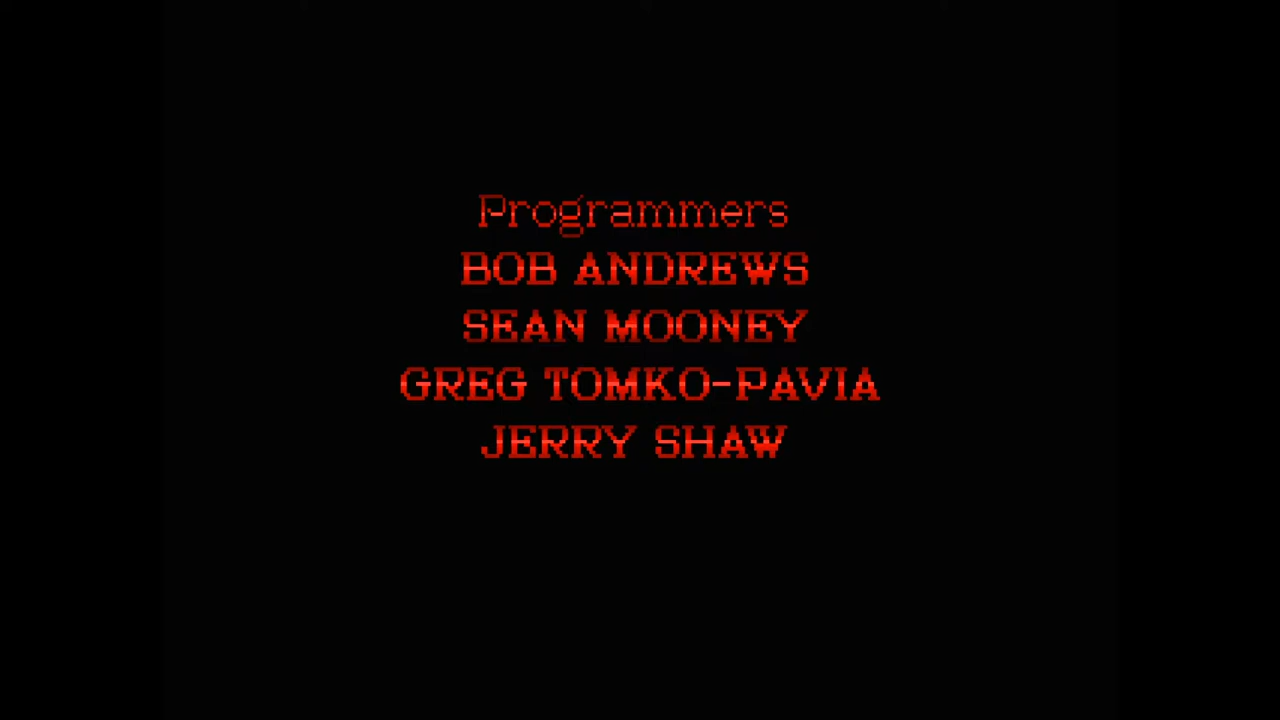 Programmers
BOB ANDREWS
SEAN MOONEY
GREG TOMKO-PAVIA
JERRY SHAW